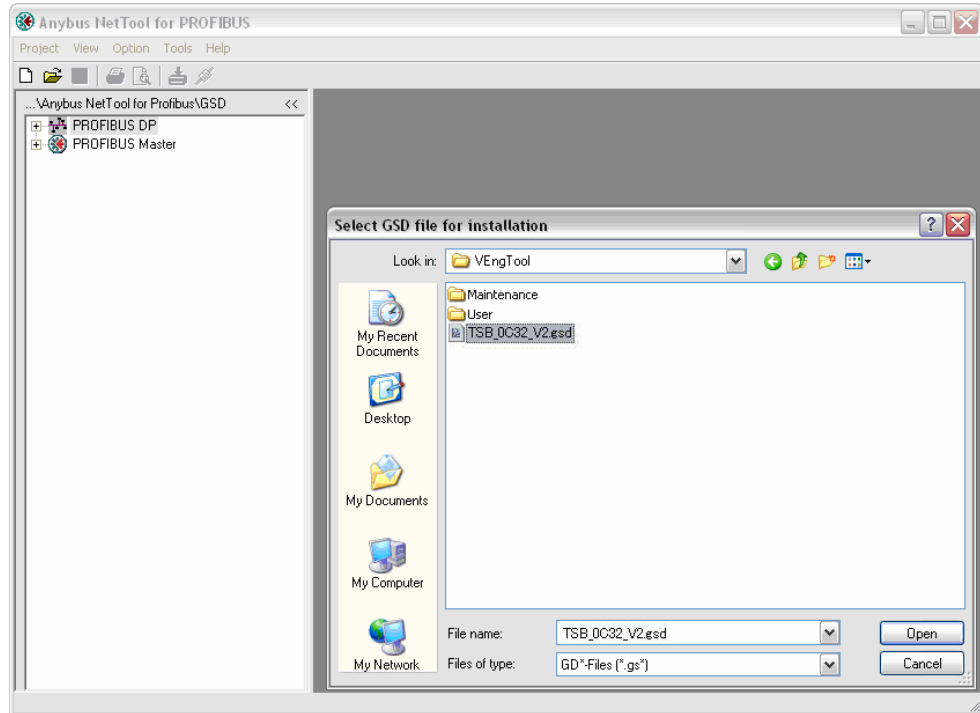 Anybus NetTool for PROFIBUS
Project View Option Tools Help
...\Anybus NetTool for Profibus\GSD <<
PROFIBUS DP
PROFIBUS Master
Select GSD file for installation
Look in: VEngTool
Maintenance
User
TSB_0C32_V2.gsd
My Recent Documents
Desktop
My Documents
My Computer
My Network
File name: TSB_0C32_V2.gsd Open
Files of type: GD*-Files (*.gs*) Cancel